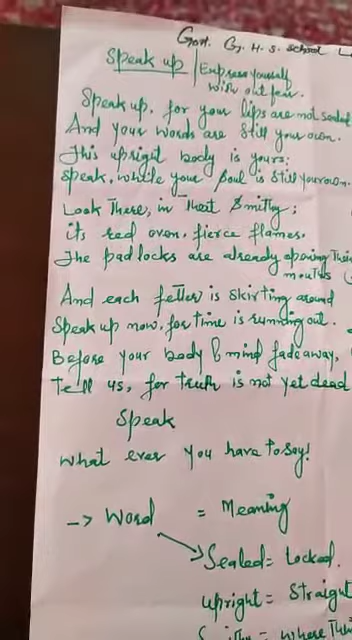 Govt. G. H. S. School
Speak up / Express yourself
with out fear.
Speak up, for your lips are not sealed
And your words are still your own.
This upright body is yours;
speak, while your soul is still your own.
Look There, in That Smithy;
its red oven, fierce flames.
The pad locks are already opening Their
mouths
And each fetter is skirting around
Speak up now, for time is running out.
Before your body & mind fade away,
tell us, for truth is not yet dead
Speak
what ever you have to say!
-> Word = Meaning
Sealed = Locked.
upright = Straight
= where